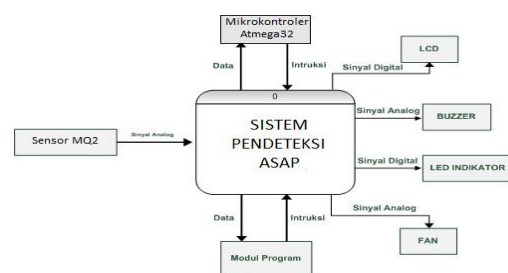 Mikrokontroler
Atmega32
LCD
Data
Intruksi
Sinyal Digital
0
Sinyal Analog
BUZZER
SISTEM
PENDETEKSI
ASAP
Sensor MQ2
Sinyal Analog
Sinyal Digital
LED INDIKATOR
Data
Intruksi
Sinyal Analog
FAN
Modul Program